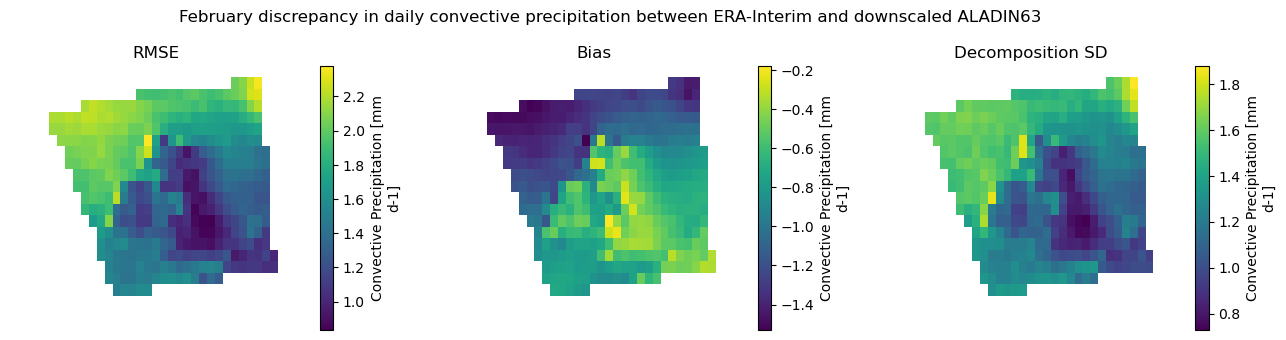 February discrepancy in daily convective precipitation between ERA-Interim and downscaled ALADIN63
RMSE
2.2
2.0
1.8
1.6
1.4
1.2
1.0
Convective Precipitation [mm
d-1]
Bias
−0.2
−0.4
−0.6
−0.8
−1.0
−1.2
−1.4
Convective Precipitation [mm
d-1]
Decomposition SD
1.8
1.6
1.4
1.2
1.0
0.8
Convective Precipitation [mm
d-1]